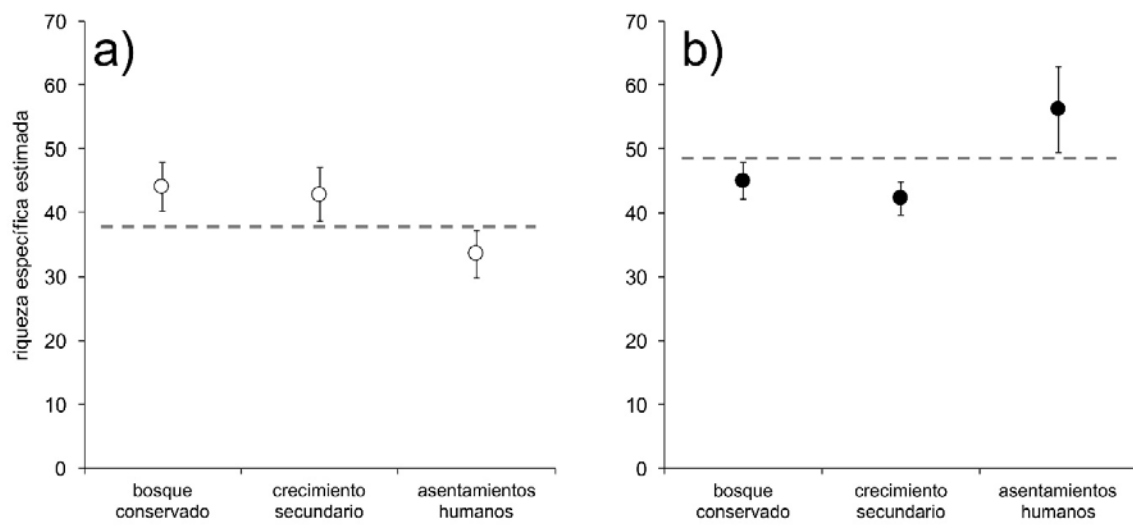 a)
riqueza específica estimada
70
60
50
40
30
20
10
0
bosque
conservado
crecimiento
secundario
asentamientos
humanos
b)
70
60
50
40
30
20
10
0
bosque
conservado
crecimiento
secundario
asentamientos
humanos